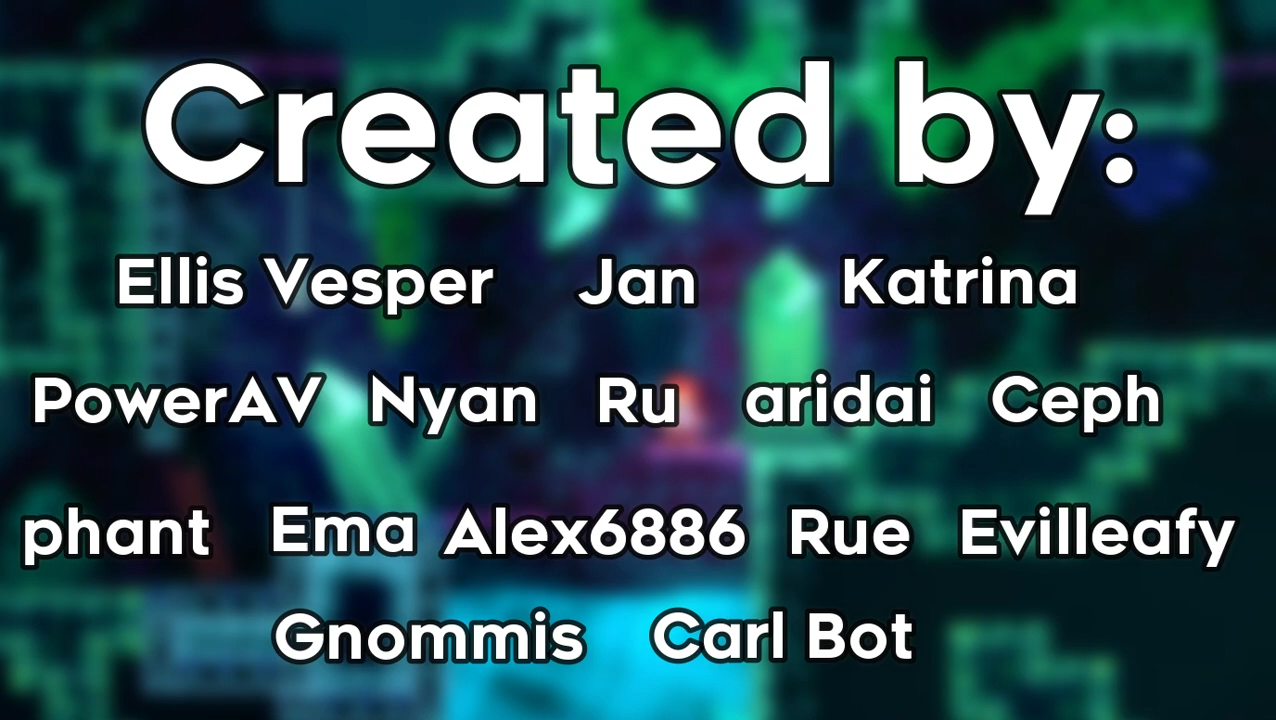 Created by:
Ellis Vesper Jan Katrina
PowerAV Nyan Ru aridai Ceph
phant Ema Alex6886 Rue Evilleafy
Gnommis Carl Bot